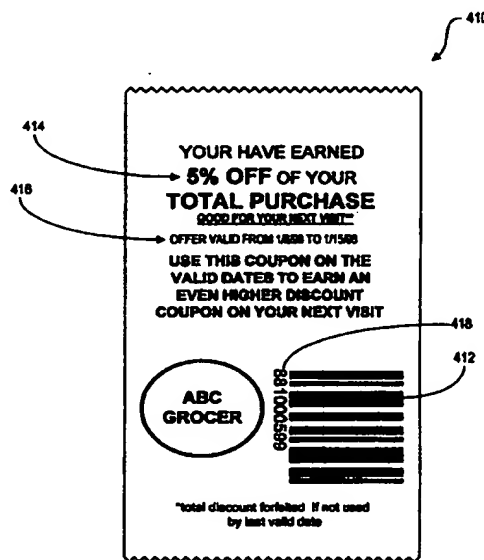 410
414
YOUR HAVE EARNED
5% OFF OF YOUR
TOTAL PURCHASE
GOOD FOR YOUR NEXT VISIT**
416
OFFER VALID FROM TO
USE THIS COUPON ON THE
VALID DATES TO EARN AN
EVEN HIGHER DISCOUNT
COUPON ON YOUR NEXT VISIT
418
412
881000599
ABC
GROCER
*total discount forfeited if not used
by last valid date